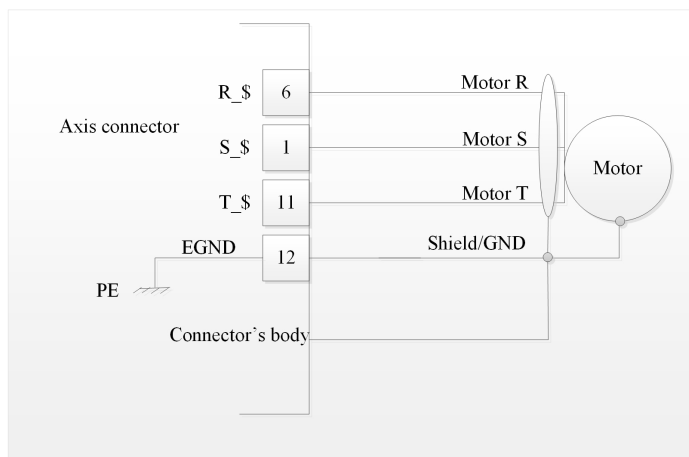 Motor R
R_$ 6
Axis connector
Motor S
S_$ 1
Motor
Motor T
T_$ 11
Shield/GND
EGND 12
PE
Connector's body